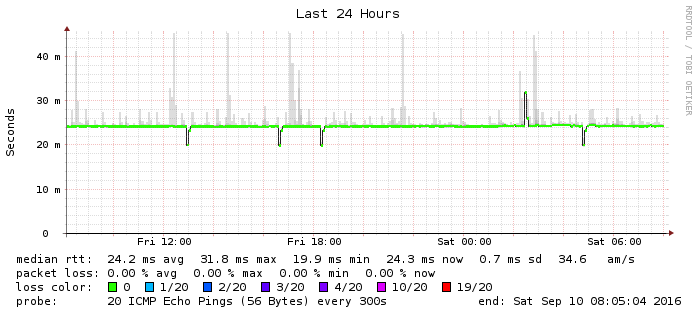 Last 24 Hours
RRDTOOL / TOBI OETIKER
Seconds
40 m
30 m
20 m
10 m
0
Fri 12:00 Fri 18:00 Sat 00:00 Sat 06:00
median rtt: 24.2 ms avg 31.8 ms max 19.9 ms min 24.3 ms now 0.7 ms sd 34.6 am/s
packet loss: 0.00 % avg 0.00 % max 0.00 % min 0.00 % now
loss color: 0 1/20 2/20 3/20 4/20 10/20 19/20
probe: 20 ICMP Echo Pings (56 Bytes) every 300s end: Sat Sep 10 08:05:04 2016